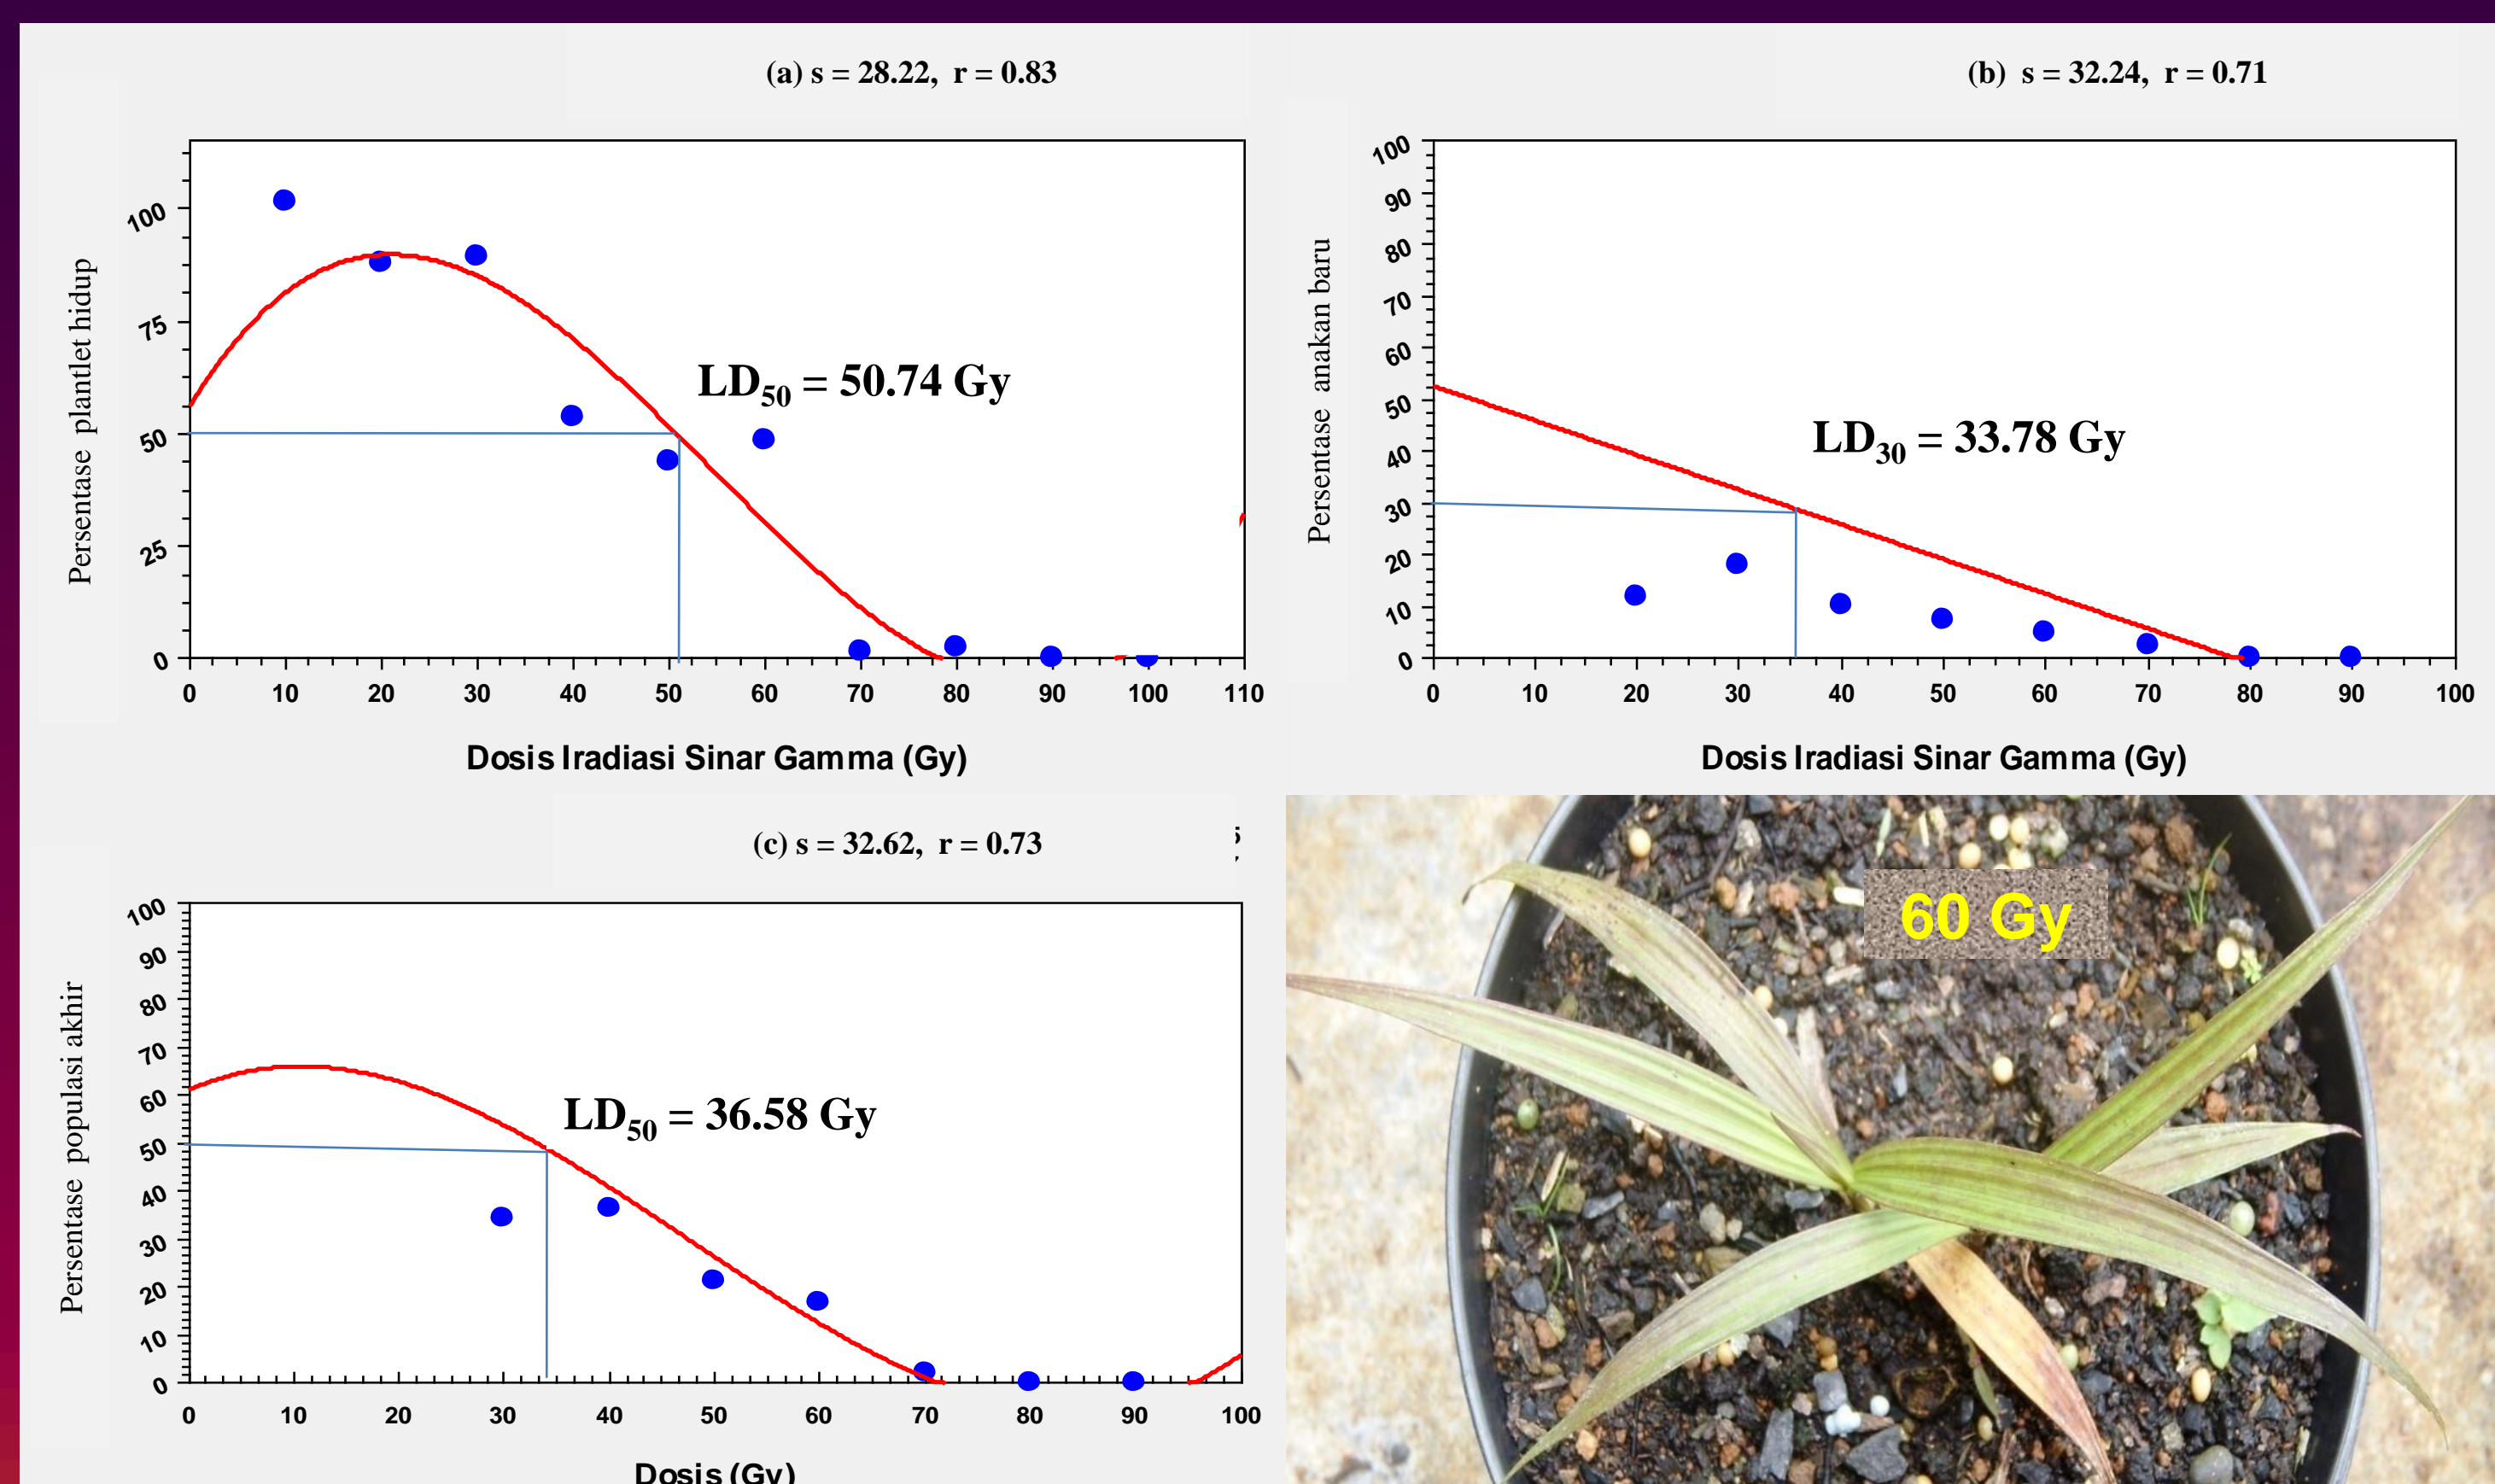 (a) s = 28.22, r = 0.83
Persentase plantlet hidup
100
75
50
25
0
LD50 = 50.74 Gy
0 10 20 30 40 50 60 70 80 90 100 110
Dosis Iradiasi Sinar Gamma (Gy)
(b) s = 32.24, r = 0.71
Persentase anakan baru
100
90
80
70
60
50
40
30
20
10
0
LD30 = 33.78 Gy
0 10 20 30 40 50 60 70 80 90 100
Dosis Iradiasi Sinar Gamma (Gy)
(c) s = 32.62, r = 0.73
Persentase populasi akhir
100
90
80
70
60
50
40
30
20
10
0
LD50 = 36.58 Gy
0 10 20 30 40 50 60 70 80 90 100
Dosis (Gy)
60 Gy